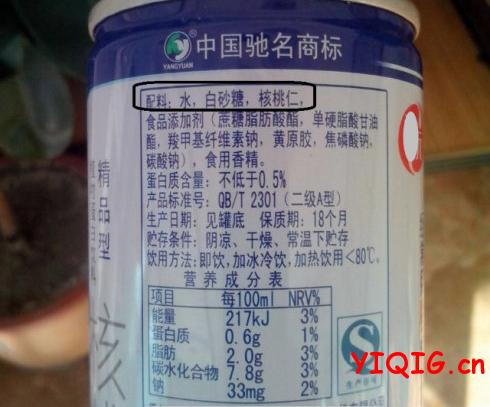 YANGYUAN
中国驰名商标
配料：水，白砂糖，核桃仁，
食品添加剂（蔗糖脂肪酸酯，单硬脂酸甘油
酯，羧甲基纤维素钠，黄原胶，焦磷酸钠，
碳酸钠），食用香精。
蛋白质含量：不低于0.5%
产品标准号：QB/T 2301（二级A型）
生产日期：见罐底 保质期：18个月
贮存条件：阴凉、干燥、常温下贮存
饮用方法：即饮，加冰冷饮，加热饮用<80℃。
营养成分表
项目 每100ml NRV%
能量 217kJ 3%
蛋白质 0.6g 1%
脂肪 2.0g 3%
碳水化合物 7.8g 3%
钠 33mg 2%
精品型
生产许可
YIQIG.cn